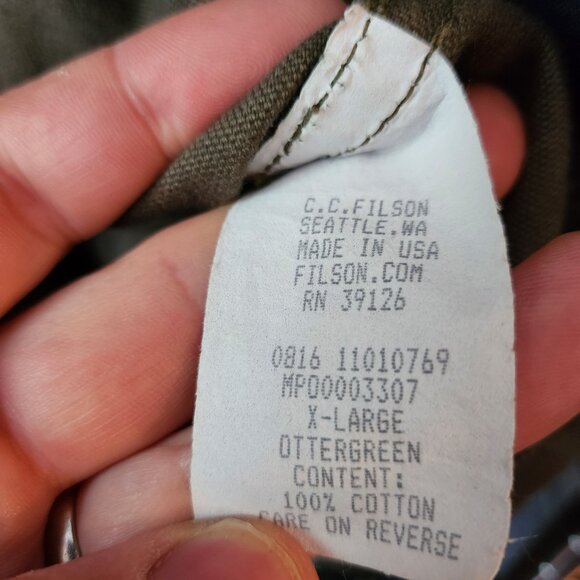 C.C.FILSON
SEATTLE.WA
MADE IN USA
FILSON.COM
RN 39126
0816 11010769
MP00003307
X-LARGE
OTTERGREEN
CONTENT:
100% COTTON
CARE ON REVERSE